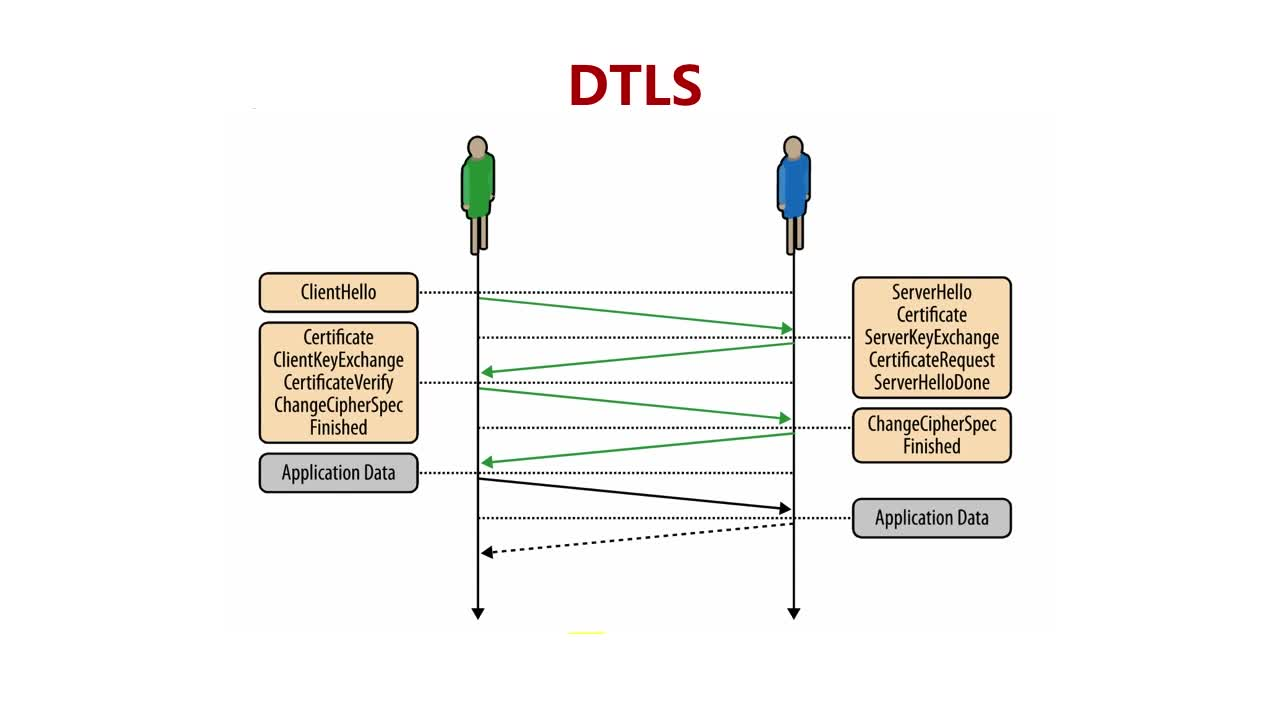 DTLS
ClientHello
Certificate
ClientKeyExchange
CertificateVerify
ChangeCipherSpec
Finished
Application Data
ServerHello
Certificate
ServerKeyExchange
CertificateRequest
ServerHelloDone
ChangeCipherSpec
Finished
Application Data